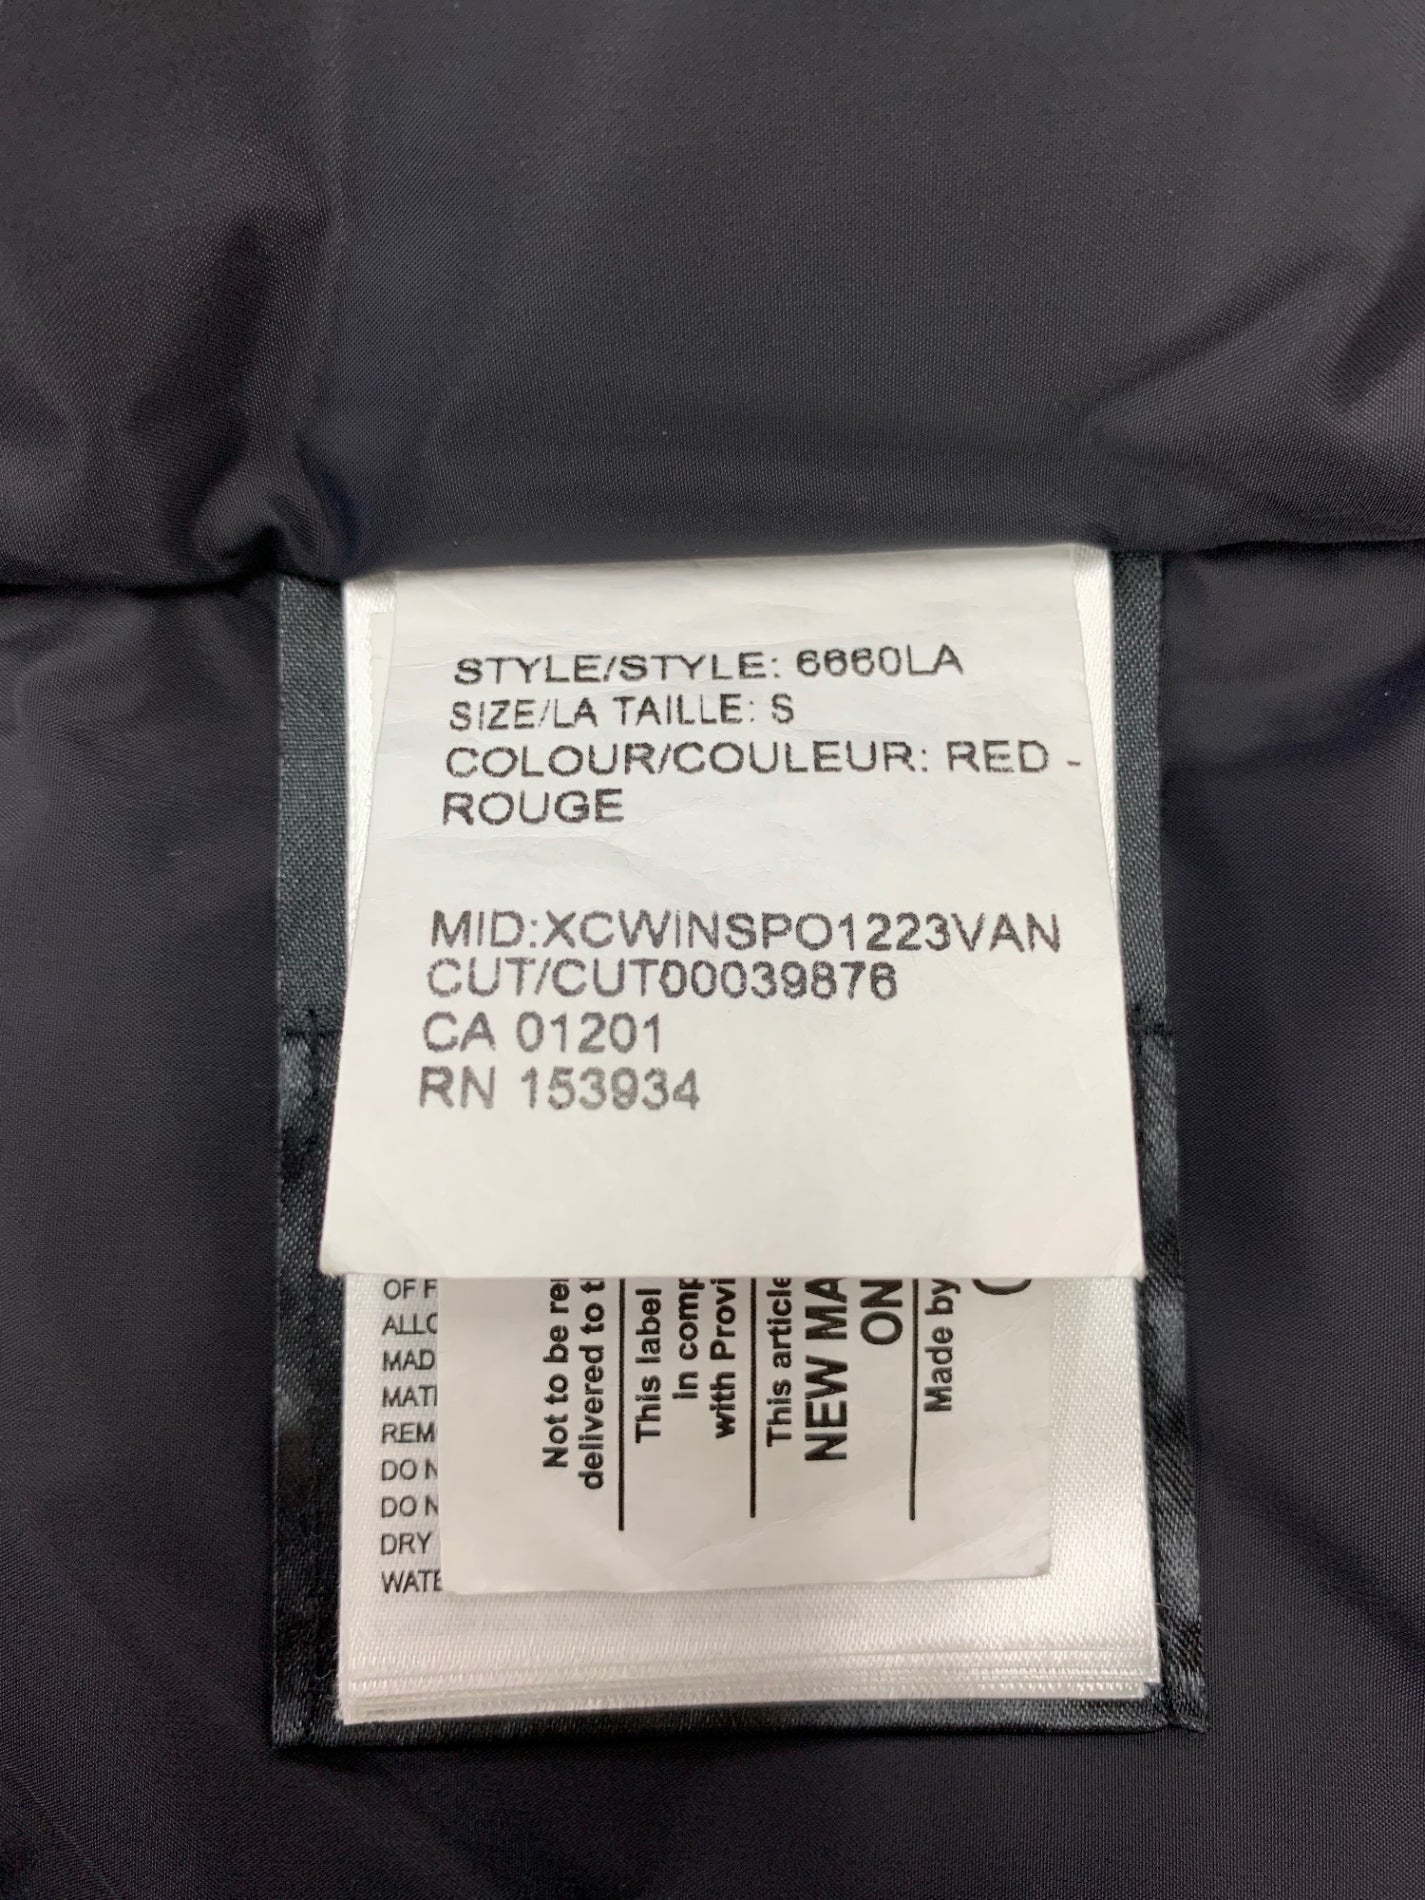 STYLE/STYLE: 6660LA
SIZE/LA TAILLE: S
COLOUR/COULEUR: RED -
ROUGE
MID:XCWINSPO1223VAN
CUT/CUT00039876
CA 01201
RN 153934
OF F
ALLO
MAD
MATE
REM
DO N
DO N
DRY
WATE
Not to be re
delivered to t
This label
In comp
with Provi
This article
NEW MA
ON
Made by